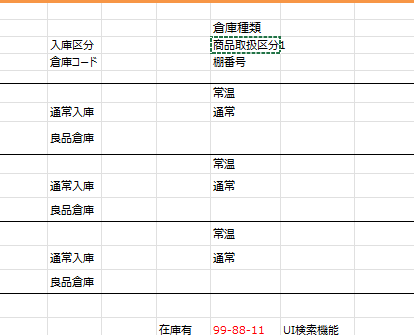 倉庫種類
入庫区分 商品取扱区分1
倉庫コード 棚番号
常温
通常入庫 通常
良品倉庫
常温
通常入庫 通常
良品倉庫
常温
通常入庫 通常
良品倉庫
在庫有 99-88-11 UI検索機能